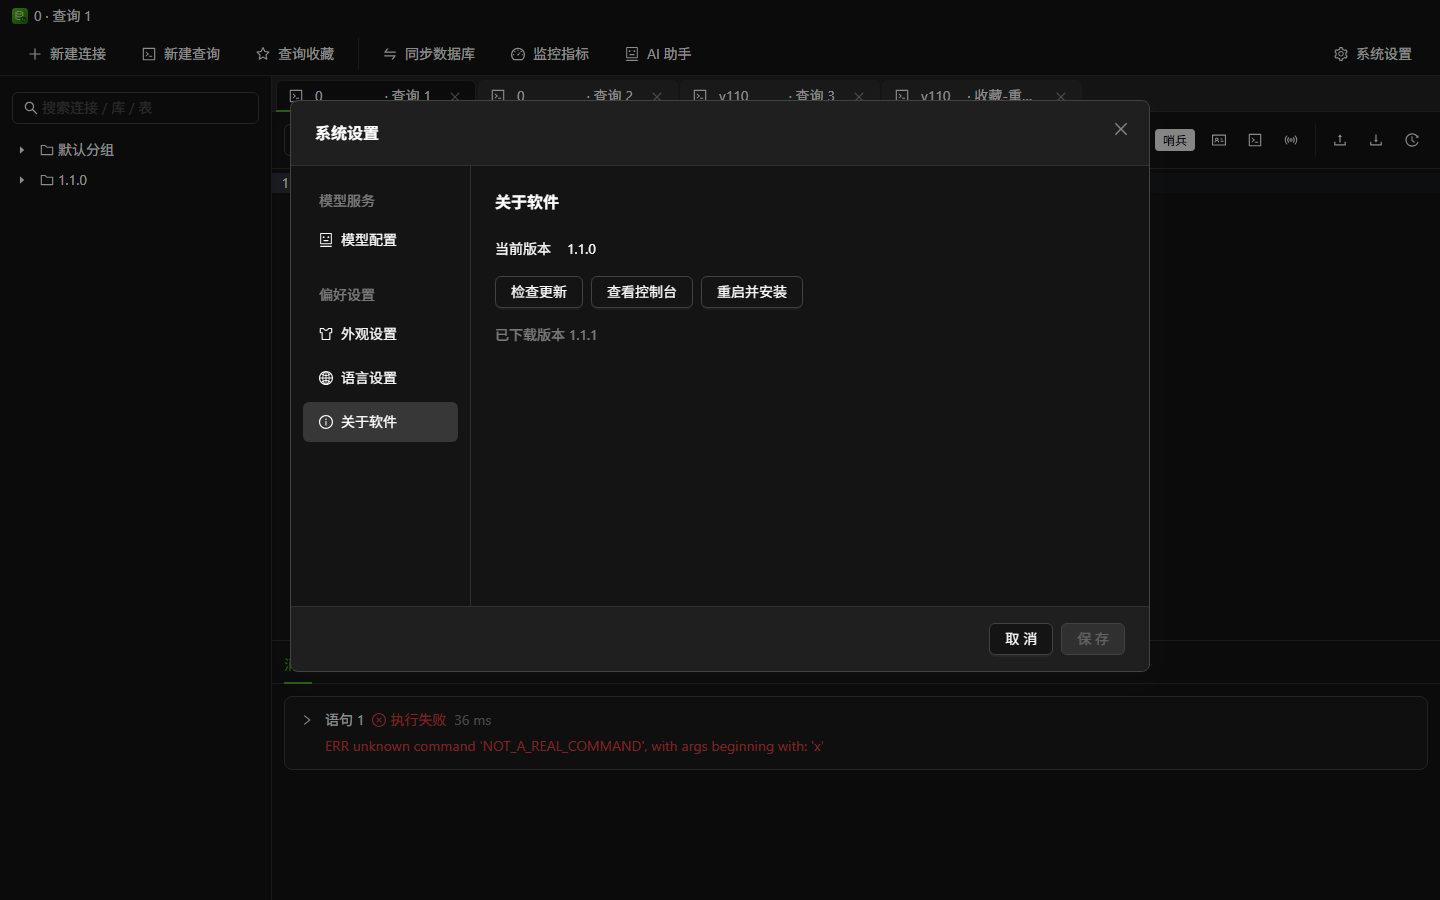 0 · 查询 1
新建连接
新建查询
查询收藏
同步数据库
监控指标
AI 助手
系统设置
搜索连接 / 库 / 表
默认分组
1.1.0
0 · 查询 1
0 · 查询 2
v110 · 查询 3
v110 · 收藏-重...
哨兵
1
系统设置
模型服务
模型配置
偏好设置
外观设置
语言设置
关于软件
关于软件
当前版本 1.1.0
检查更新
查看控制台
重启并安装
已下载版本 1.1.1
取 消
保 存
语句 1 执行失败 36 ms
ERR unknown command 'NOT_A_REAL_COMMAND', with args beginning with: 'x'